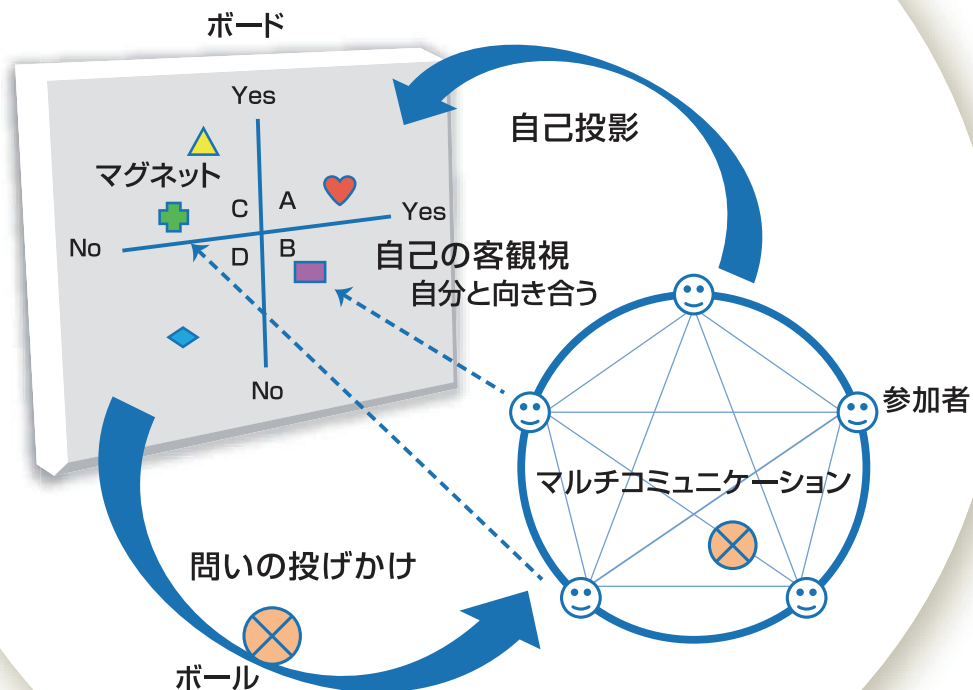 ボード
Yes
自己投影
マグネット
C
A
Yes
No
D
B
自己の客観視
自分と向き合う
No
参加者
マルチコミュニケーション
問いの投げかけ
ボール